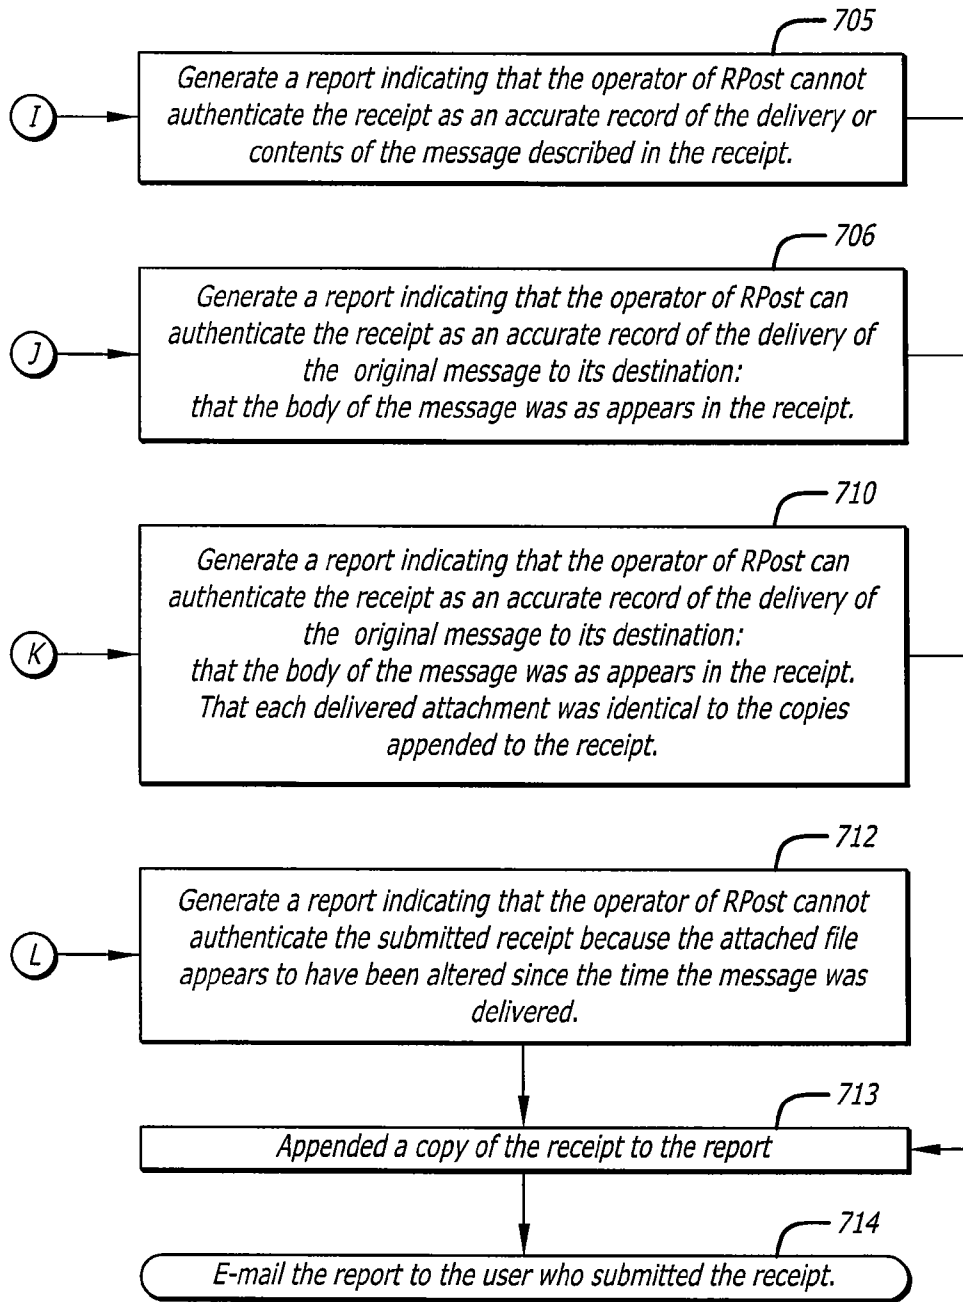 705
Generate a report indicating that the operator of RPost cannot
authenticate the receipt as an accurate record of the delivery or
contents of the message described in the receipt.
I
706
Generate a report indicating that the operator of RPost can
authenticate the receipt as an accurate record of the delivery of
the original message to its destination:
that the body of the message was as appears in the receipt.
J
710
Generate a report indicating that the operator of RPost can
authenticate the receipt as an accurate record of the delivery of
the original message to its destination:
that the body of the message was as appears in the receipt.
That each delivered attachment was identical to the copies
appended to the receipt.
K
712
Generate a report indicating that the operator of RPost cannot
authenticate the submitted receipt because the attached file
appears to have been altered since the time the message was
delivered.
L
713
Appended a copy of the receipt to the report
714
E-mail the report to the user who submitted the receipt.